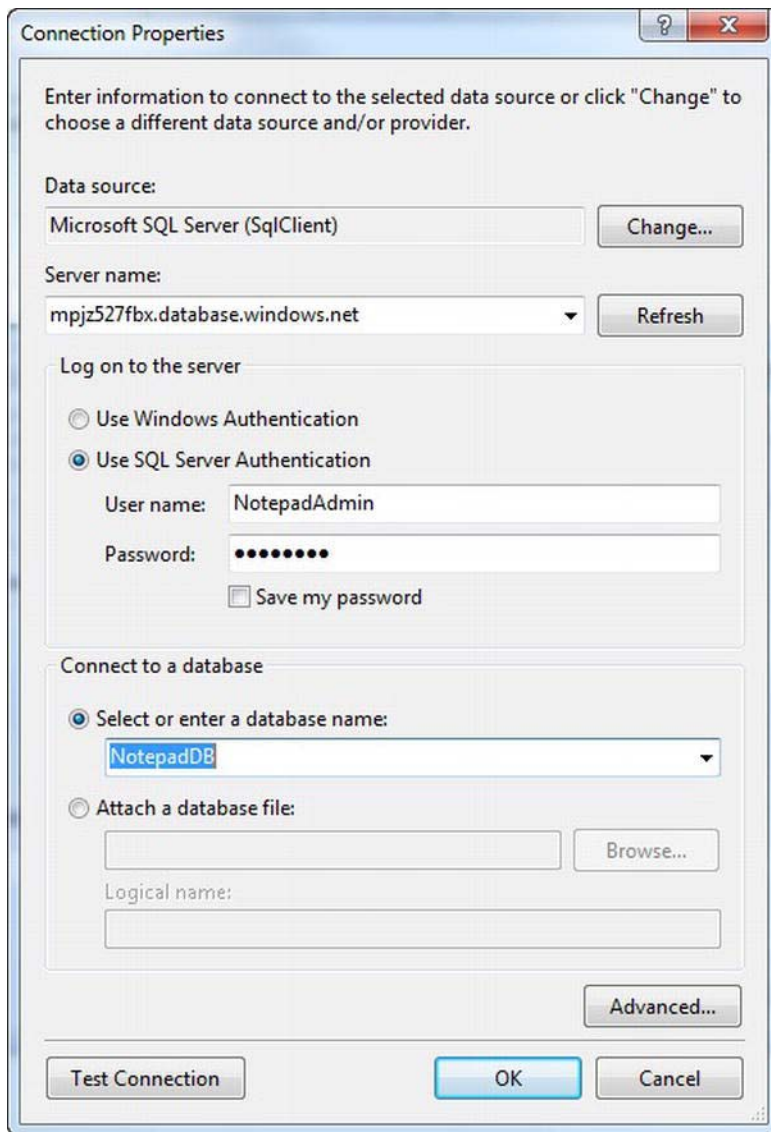 Connection Properties
Enter information to connect to the selected data source or click "Change" to
choose a different data source and/or provider.
Data source:
Microsoft SQL Server (SqlClient)
Change...
Server name:
mpjz527fbx.database.windows.net
Refresh
Log on to the server
Use Windows Authentication
Use SQL Server Authentication
User name:
NotepadAdmin
Password:
●●●●●●●●
Save my password
Connect to a database
Select or enter a database name:
NotepadDB
Attach a database file:
Browse...
Logical name:
Advanced...
Test Connection
OK
Cancel